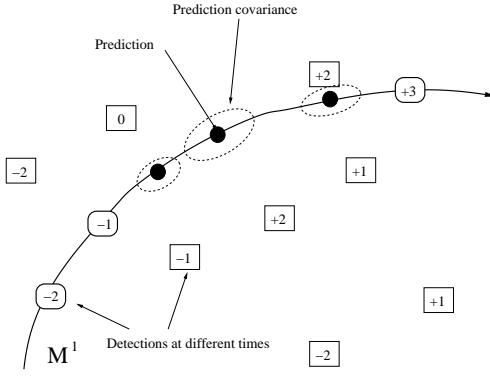 Prediction covariance
Prediction
+2
+3
0
−2
+1
−1
+2
−1
−2
+1
M¹
Detections at different times
−2